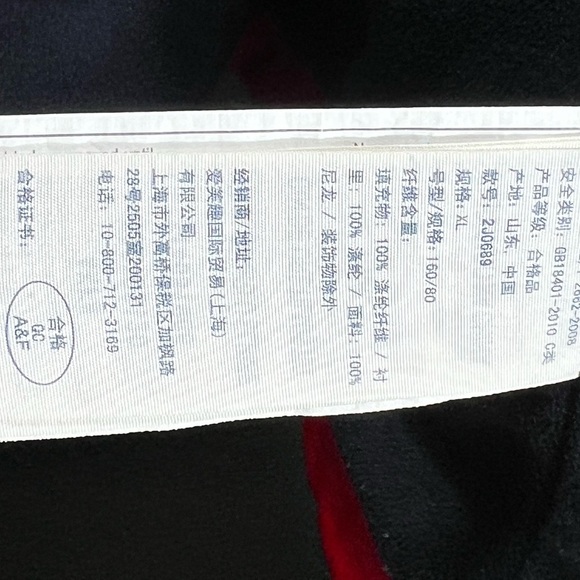 2662-2008
安全类别: GB18401-2010 C类
产品等级: 合格品
产地: 山东, 中国
款号: 2J0689
规格: XL
号型/规格: 160/80
纤维含量:
填充物: 100% 涤纶纤维 / 衬
里: 100% 涤纶 / 面料: 100%
尼龙 / 装饰物除外
经销商/地址:
爱芙趣国际贸易(上海)
有限公司
上海市外高桥保税区加枫路
28号2505室200131
电话: 10-800-712-3169
合格证书:
合格
QC
A&F